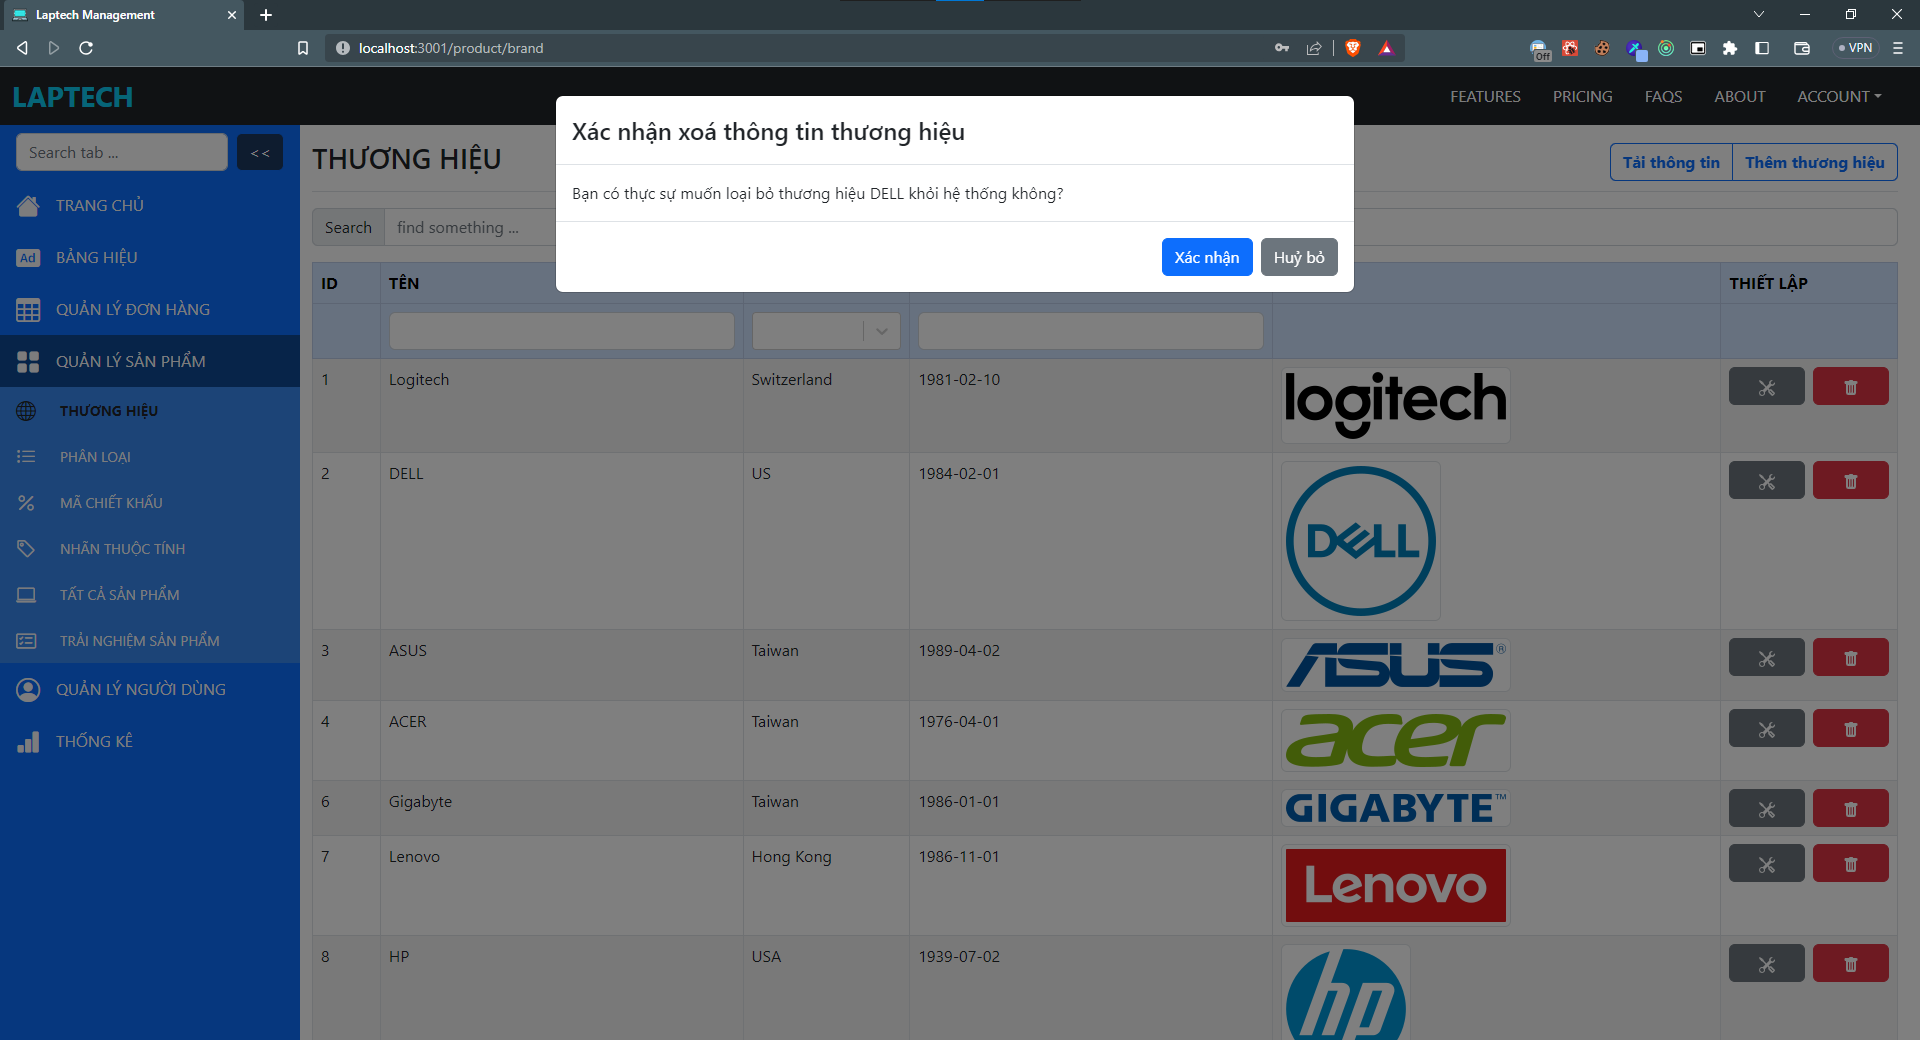 Laptech Management
localhost:3001/product/brand
Off
VPN
LAPTECH
FEATURES
PRICING
FAQS
ABOUT
ACCOUNT
Search tab ...
<<
TRANG CHỦ
Ad
BẢNG HIỆU
QUẢN LÝ ĐƠN HÀNG
QUẢN LÝ SẢN PHẨM
THƯƠNG HIỆU
PHÂN LOẠI
MÃ CHIẾT KHẤU
NHÃN THUỘC TÍNH
TẤT CẢ SẢN PHẨM
TRẢI NGHIỆM SẢN PHẨM
QUẢN LÝ NGƯỜI DÙNG
THỐNG KÊ
THƯƠNG HIỆU
Tải thông tin
Thêm thương hiệu
Search
find something ...
Xác nhận xoá thông tin thương hiệu
Bạn có thực sự muốn loại bỏ thương hiệu DELL khỏi hệ thống không?
Xác nhận
Huỷ bỏ
ID TÊN THIẾT LẬP
1 Logitech Switzerland 1981-02-10 logitech
2 DELL US 1984-02-01 DELL
3 ASUS Taiwan 1989-04-02 ASUS®
4 ACER Taiwan 1976-04-01 acer
6 Gigabyte Taiwan 1986-01-01 GIGABYTE™
7 Lenovo Hong Kong 1986-11-01 Lenovo
8 HP USA 1939-07-02 hp